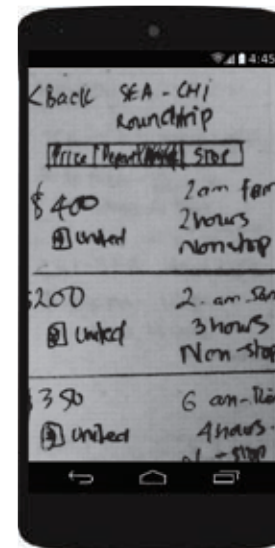 4:45
<Back SEA - CHI
Roundtrip
Price Depart Stop
$400 2am
2hours
United Nonstop
$200 2.am
3hours
United Non-stop
350 6 am-
4hours
United -stop